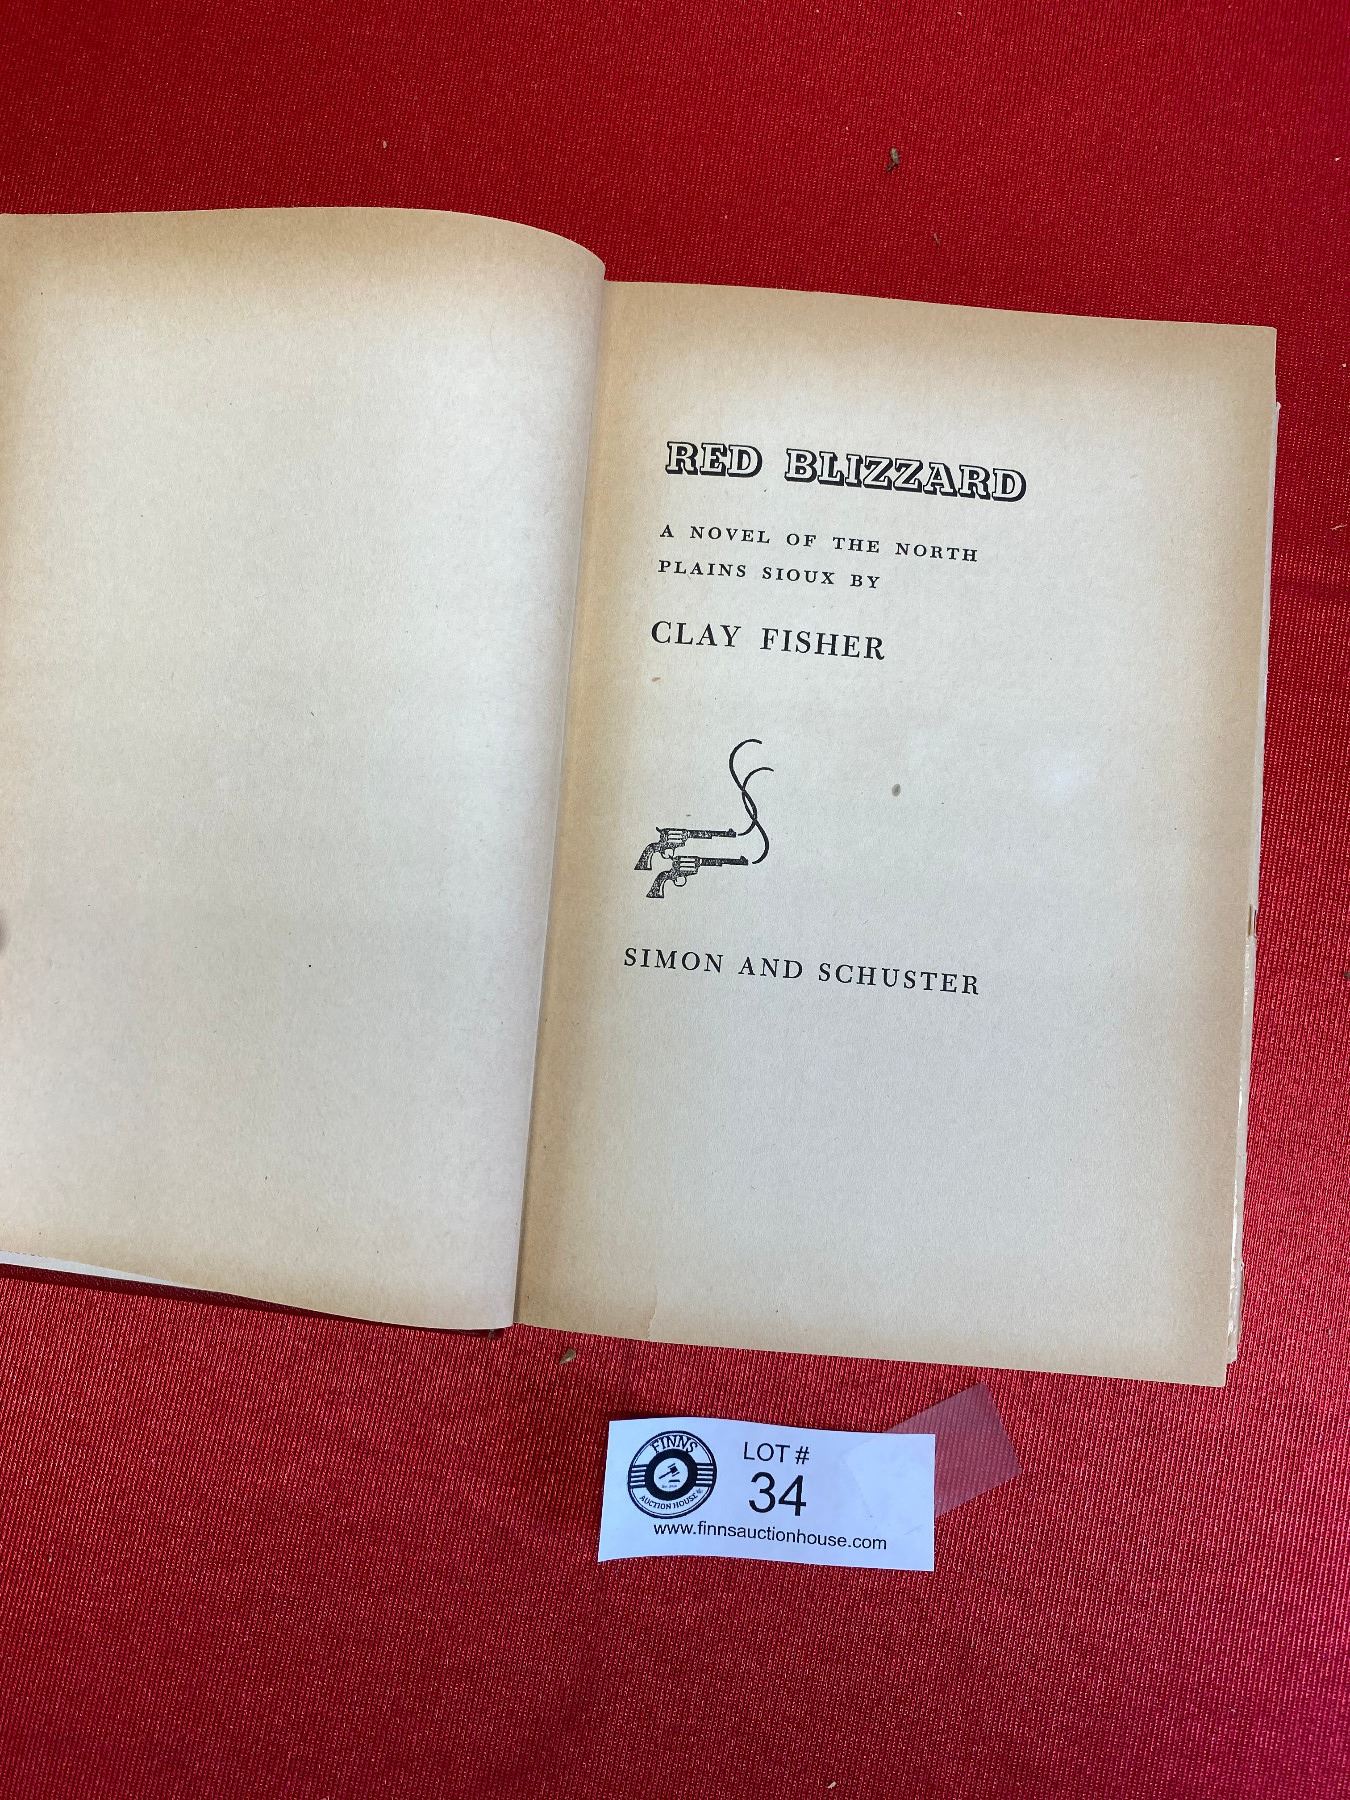 RED BLIZZARD
A NOVEL OF THE NORTH
PLAINS SIOUX BY
CLAY FISHER
SIMON AND SCHUSTER
FINNS
AUCTION HOUSE
LOT #
34
www.finnsauctionhouse.com